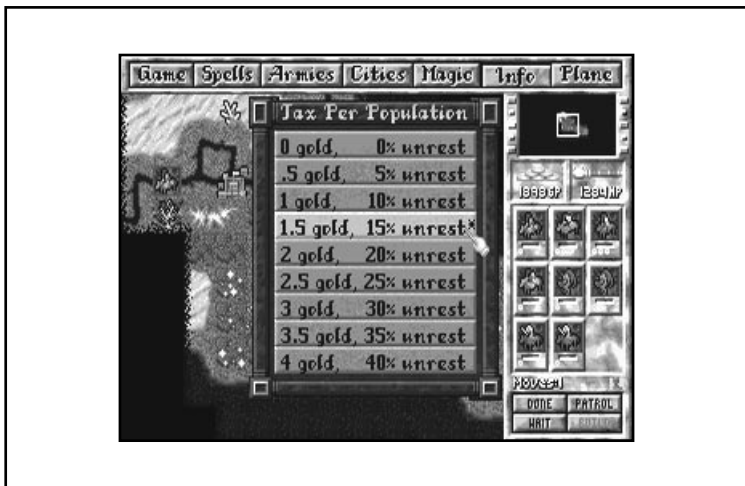 Game Spells Armies Cities Magic Info Plane
Tax Per Population
0 gold, 0% unrest
.5 gold, 5% unrest
1 gold, 10% unrest
1.5 gold, 15% unrest*
2 gold, 20% unrest
2.5 gold, 25% unrest
3 gold, 30% unrest
3.5 gold, 35% unrest
4 gold, 40% unrest
Moves:1
DONE PATROL
WAIT